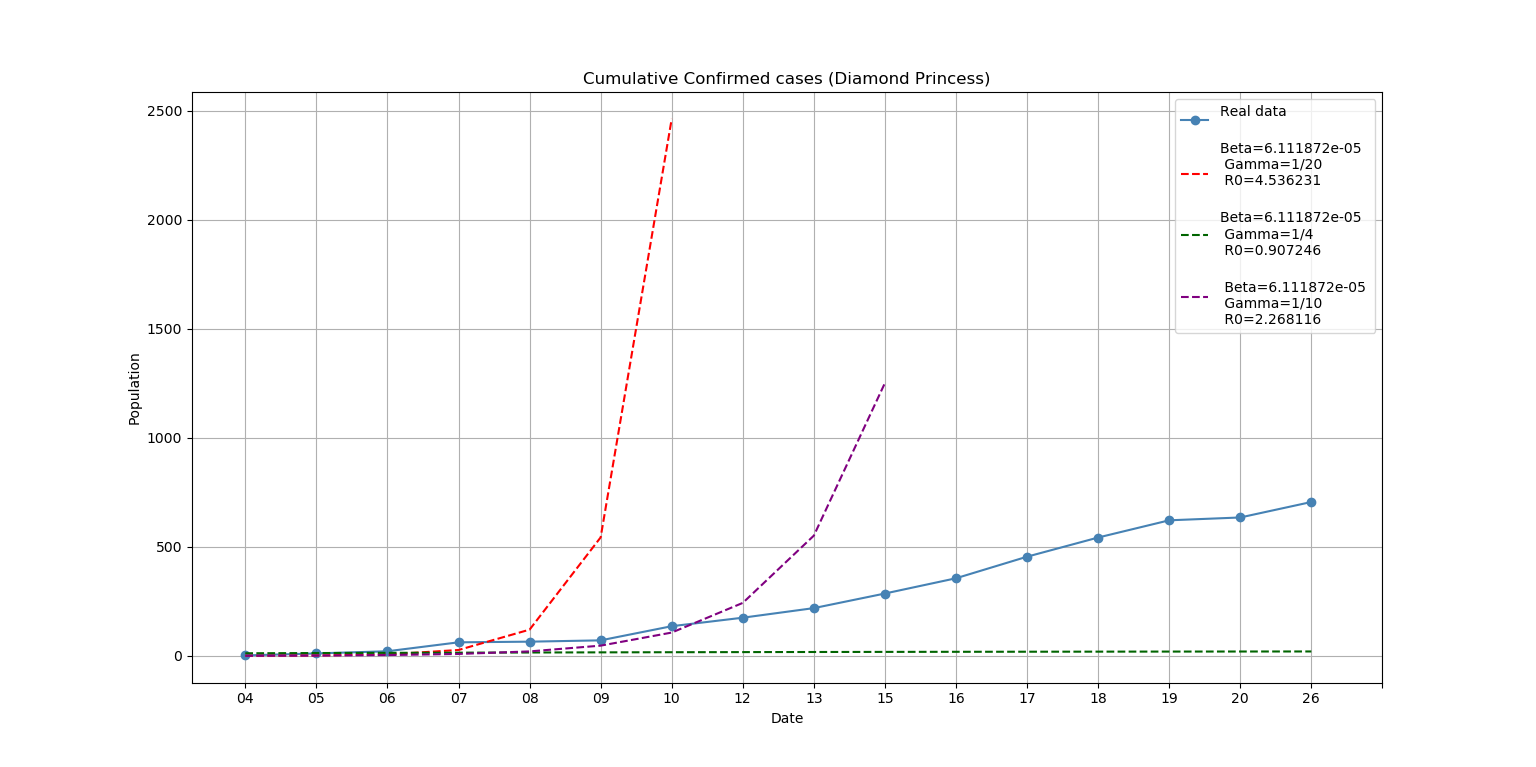 Cumulative Confirmed cases (Diamond Princess)
Real data
Beta=6.111872e-05
Gamma=1/20
R0=4.536231
Beta=6.111872e-05
Gamma=1/4
R0=0.907246
Beta=6.111872e-05
Gamma=1/10
R0=2.268116
2500
2000
1500
1000
500
0
Population
04 05 06 07 08 09 10 12 13 15 16 17 18 19 20 26
Date